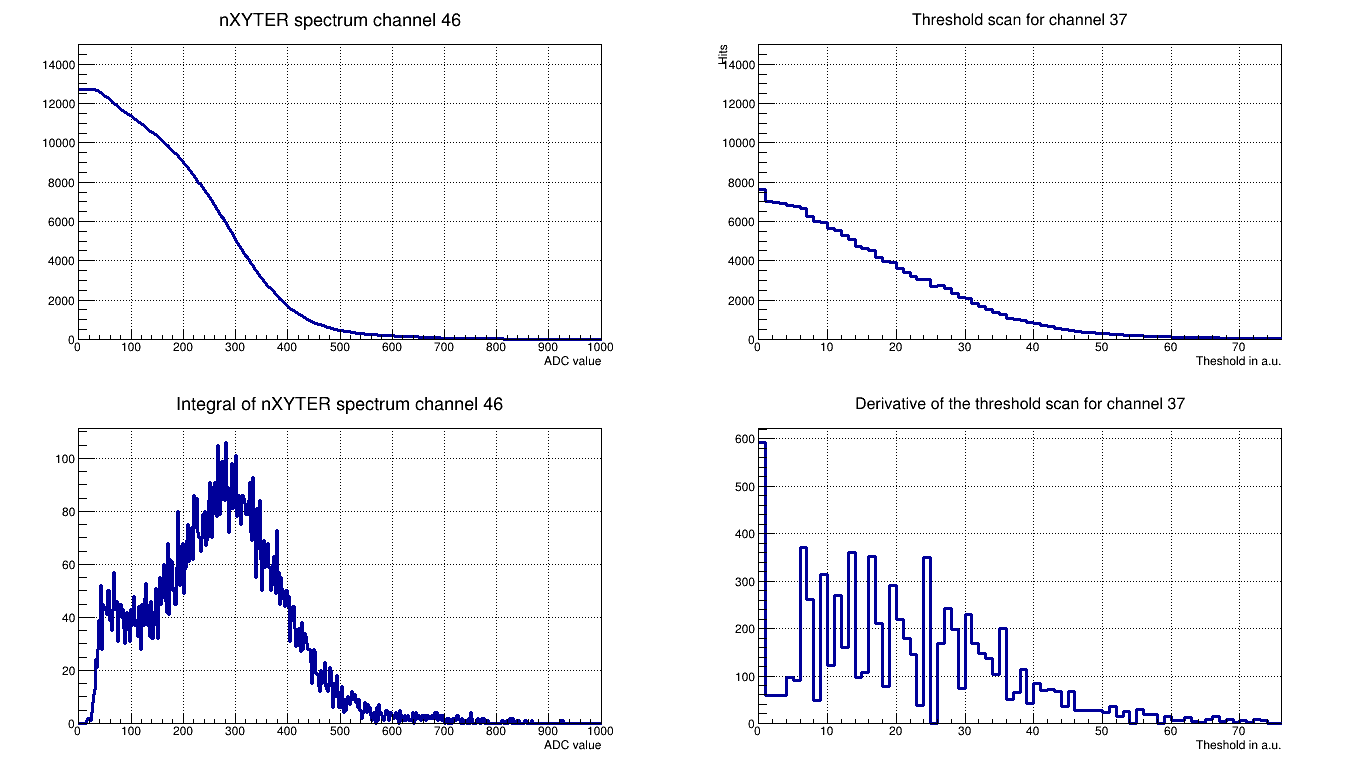 nXYTER spectrum channel 46
14000
12000
10000
8000
6000
4000
2000
0
0 100 200 300 400 500 600 700 800 900 1000
ADC value
Threshold scan for channel 37
Hits
14000
12000
10000
8000
6000
4000
2000
0
0 10 20 30 40 50 60 70
Theshold in a.u.
Integral of nXYTER spectrum channel 46
100
80
60
40
20
0
0 100 200 300 400 500 600 700 800 900 1000
ADC value
Derivative of the threshold scan for channel 37
600
500
400
300
200
100
0
0 10 20 30 40 50 60 70
Theshold in a.u.